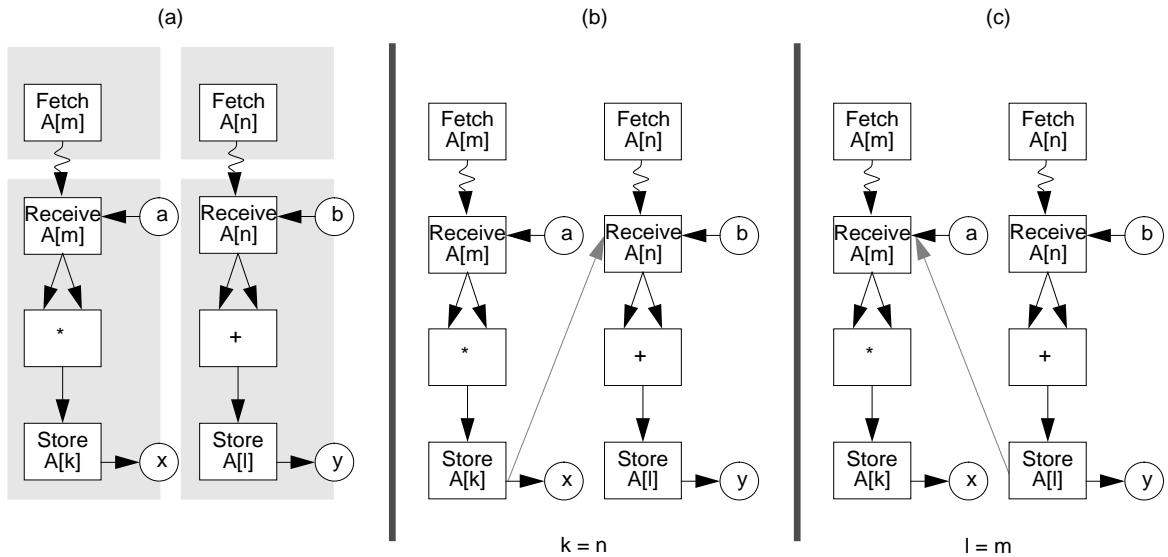 (a)
Fetch
A[m]
Fetch
A[n]
Receive
A[m]
a
Receive
A[n]
b
*
+
Store
A[k]
x
Store
A[l]
y
(b)
Fetch
A[m]
Fetch
A[n]
Receive
A[m]
a
Receive
A[n]
b
*
+
Store
A[k]
x
Store
A[l]
y
k = n
(c)
Fetch
A[m]
Fetch
A[n]
Receive
A[m]
a
Receive
A[n]
b
*
+
Store
A[k]
x
Store
A[l]
y
l = m